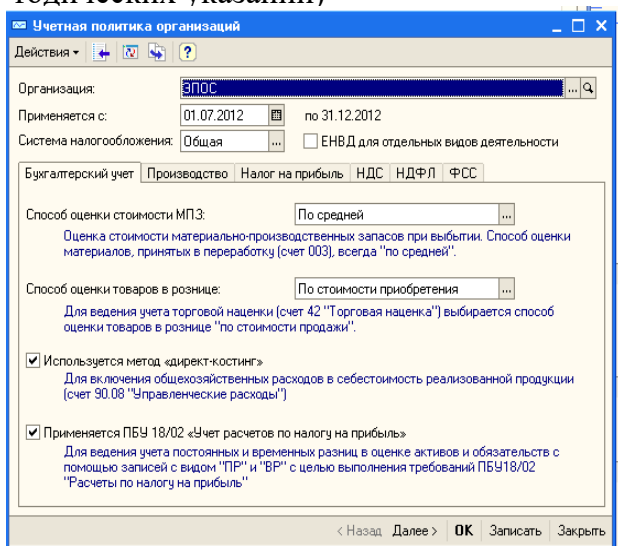 тодических указаний)
Учетная политика организаций
Действия
Организация: ЭПОС
Применяется с: 01.07.2012 по 31.12.2012
Система налогообложения: Общая ... ЕНВД для отдельных видов деятельности
Бухгалтерский учет Производство Налог на прибыль НДС НДФЛ ФСС
Способ оценки стоимости МПЗ: По средней ...
Оценка стоимости материально-производственных запасов при выбытии. Способ оценки
материалов, принятых в переработку (счет 003), всегда "по средней".
Способ оценки товаров в рознице: По стоимости приобретения ...
Для ведения учета торговой наценки (счет 42 "Торговая наценка") выбирается способ
оценки товаров в рознице "по стоимости продажи".
Используется метод «директ-костинг»
Для включения общехозяйственных расходов в себестоимость реализованной продукции
(счет 90.08 "Управленческие расходы")
Применяется ПБУ 18/02 «Учет расчетов по налогу на прибыль»
Для ведения учета постоянных и временных разниц в оценке активов и обязательств с
помощью записей с видом "ПР" и "ВР" с целью выполнения требований ПБУ18/02
"Расчеты по налогу на прибыль"
< Назад Далее > OK Записать Закрыть